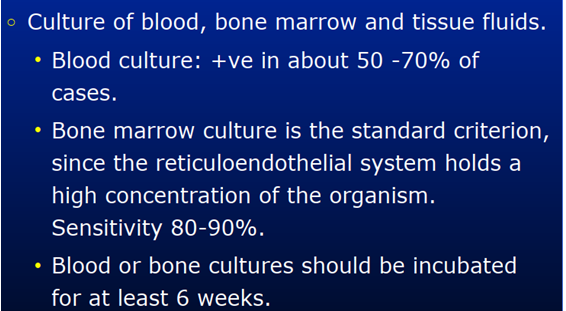 Culture of blood, bone marrow and tissue fluids.
Blood culture: +ve in about 50 -70% of
cases.
Bone marrow culture is the standard criterion,
since the reticuloendothelial system holds a
high concentration of the organism.
Sensitivity 80-90%.
Blood or bone cultures should be incubated
for at least 6 weeks.